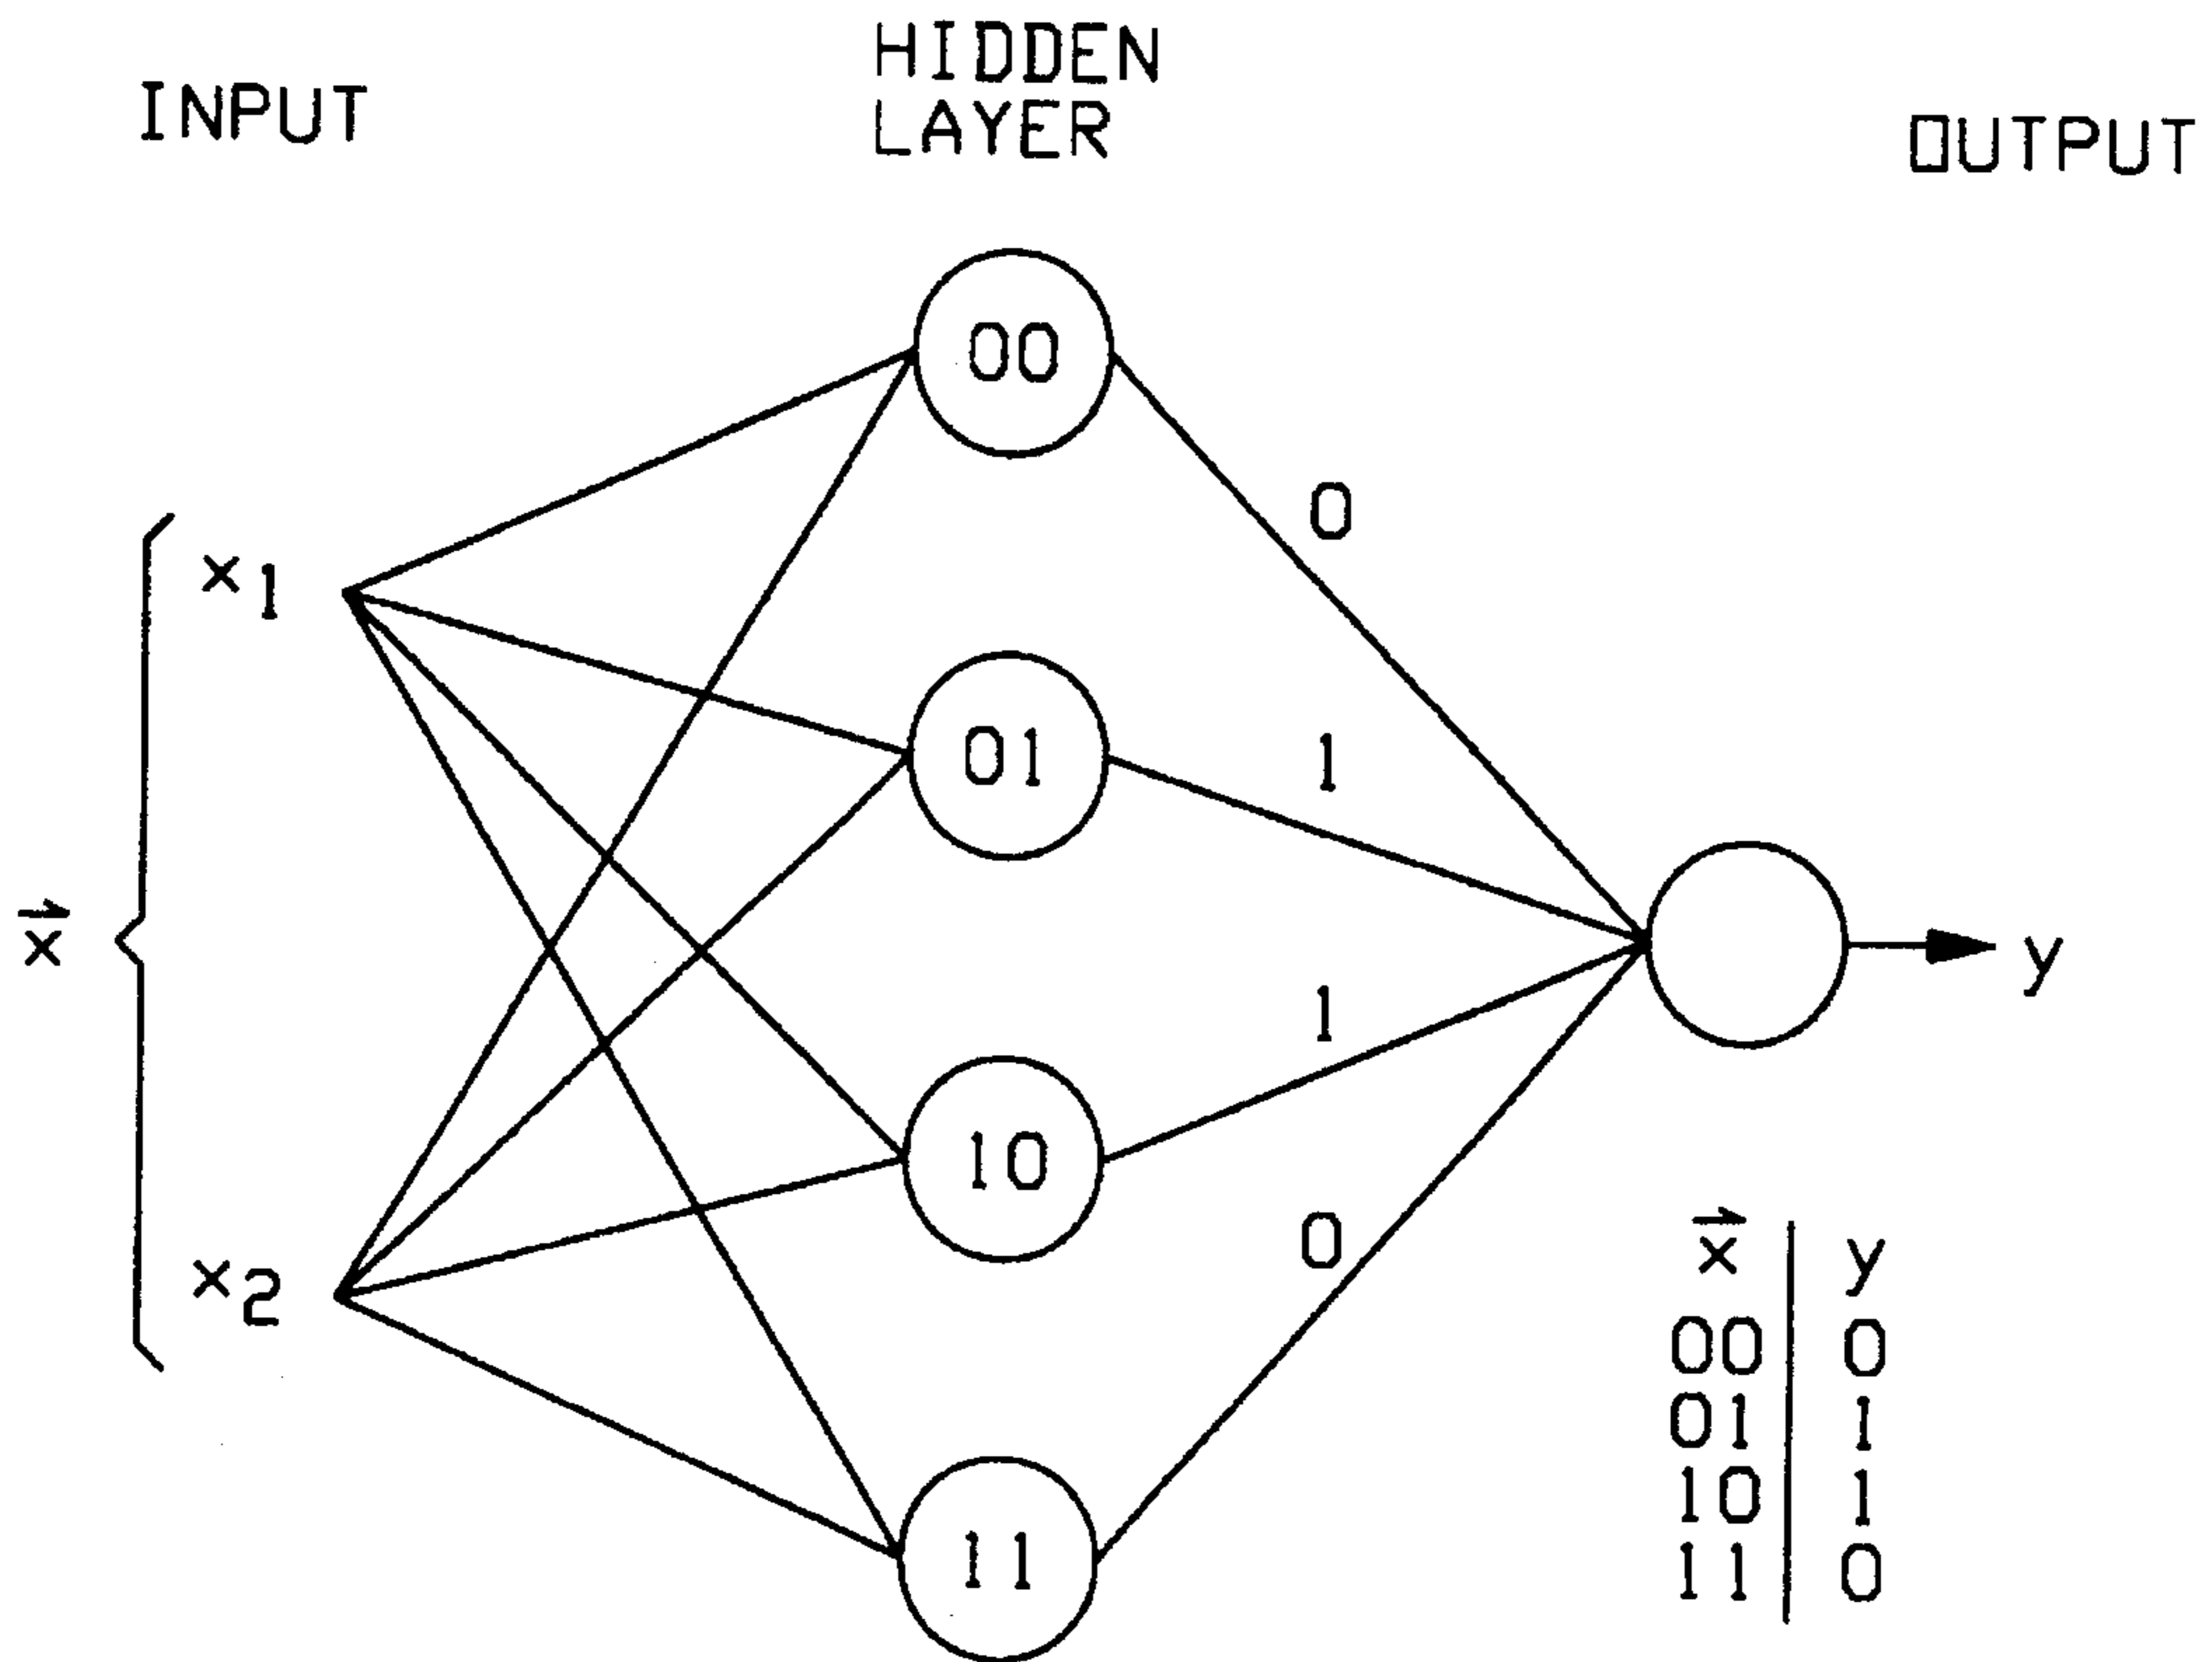 INPUT
HIDDEN
LAYER
OUTPUT
00
0
x1
01
1
x⃗
y
1
10
x2
0
11
x⃗ y
00 0
01 1
10 1
11 0